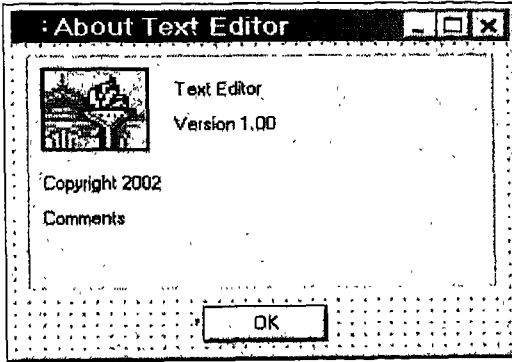 : About Text Editor
Text Editor
Version 1.00
Copyright 2002
Comments
OK